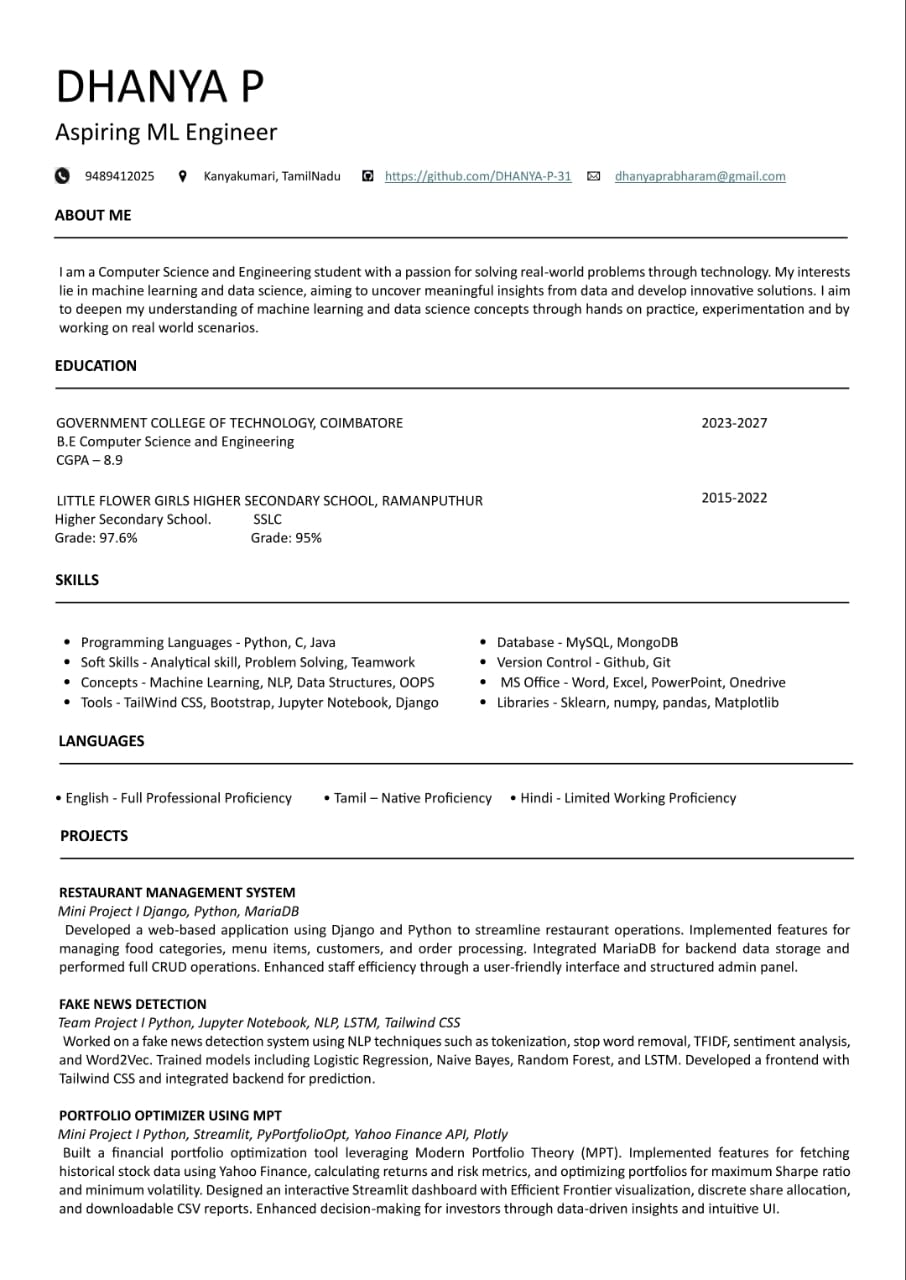 DHANYA P
Aspiring ML Engineer
9489412025 Kanyakumari, TamilNadu https://github.com/DHANYA-P-31 dhanyaprabharam@gmail.com
ABOUT ME
I am a Computer Science and Engineering student with a passion for solving real-world problems through technology. My interests
lie in machine learning and data science, aiming to uncover meaningful insights from data and develop innovative solutions. I aim
to deepen my understanding of machine learning and data science concepts through hands on practice, experimentation and by
working on real world scenarios.
EDUCATION
GOVERNMENT COLLEGE OF TECHNOLOGY, COIMBATORE 2023-2027
B.E Computer Science and Engineering
CGPA – 8.9
LITTLE FLOWER GIRLS HIGHER SECONDARY SCHOOL, RAMANPUTHUR 2015-2022
Higher Secondary School. SSLC
Grade: 97.6% Grade: 95%
SKILLS
• Programming Languages - Python, C, Java
• Soft Skills - Analytical skill, Problem Solving, Teamwork
• Concepts - Machine Learning, NLP, Data Structures, OOPS
• Tools - TailWind CSS, Bootstrap, Jupyter Notebook, Django
• Database - MySQL, MongoDB
• Version Control - Github, Git
• MS Office - Word, Excel, PowerPoint, Onedrive
• Libraries - Sklearn, numpy, pandas, Matplotlib
LANGUAGES
• English - Full Professional Proficiency • Tamil – Native Proficiency • Hindi - Limited Working Proficiency
PROJECTS
RESTAURANT MANAGEMENT SYSTEM
Mini Project I Django, Python, MariaDB
Developed a web-based application using Django and Python to streamline restaurant operations. Implemented features for
managing food categories, menu items, customers, and order processing. Integrated MariaDB for backend data storage and
performed full CRUD operations. Enhanced staff efficiency through a user-friendly interface and structured admin panel.
FAKE NEWS DETECTION
Team Project I Python, Jupyter Notebook, NLP, LSTM, Tailwind CSS
Worked on a fake news detection system using NLP techniques such as tokenization, stop word removal, TFIDF, sentiment analysis,
and Word2Vec. Trained models including Logistic Regression, Naive Bayes, Random Forest, and LSTM. Developed a frontend with
Tailwind CSS and integrated backend for prediction.
PORTFOLIO OPTIMIZER USING MPT
Mini Project I Python, Streamlit, PyPortfolioOpt, Yahoo Finance API, Plotly
Built a financial portfolio optimization tool leveraging Modern Portfolio Theory (MPT). Implemented features for fetching
historical stock data using Yahoo Finance, calculating returns and risk metrics, and optimizing portfolios for maximum Sharpe ratio
and minimum volatility. Designed an interactive Streamlit dashboard with Efficient Frontier visualization, discrete share allocation,
and downloadable CSV reports. Enhanced decision-making for investors through data-driven insights and intuitive UI.